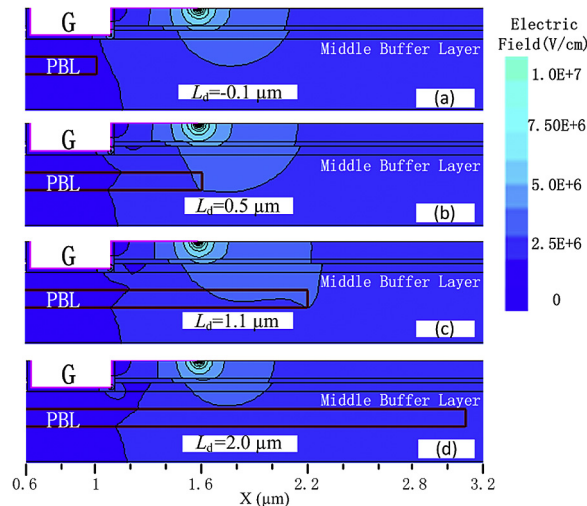 Electric
Field(V/cm)
1.0E+7
7.50E+6
5.0E+6
2.5E+6
0
G
Middle Buffer Layer
PBL
Ld=-0.1 μm
(a)
G
Middle Buffer Layer
PBL
Ld=0.5 μm
(b)
G
Middle Buffer Layer
PBL
Ld=1.1 μm
(c)
G
Middle Buffer Layer
PBL
Ld=2.0 μm
(d)
0.6 1 1.6 2.2 2.8 3.2
X (μm)